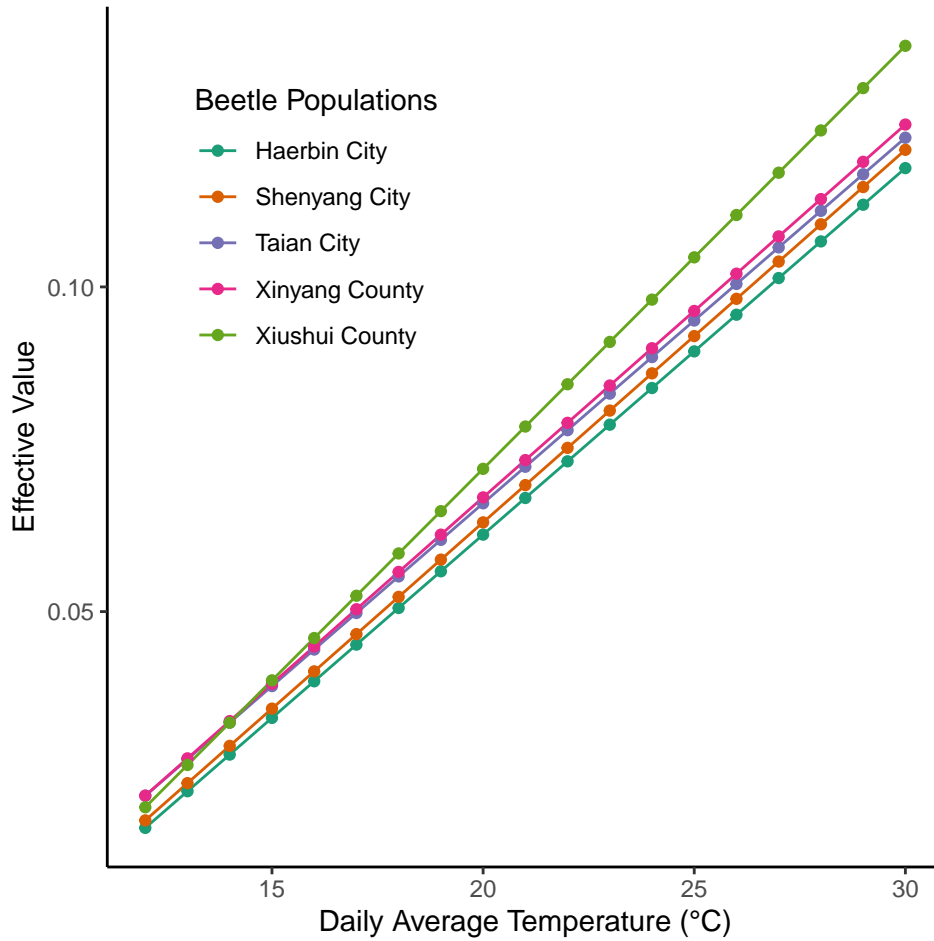 Beetle Populations
Haerbin City
Shenyang City
Taian City
Xinyang County
Xiushui County
0.10
0.05
Effective Value
15
20
25
30
Daily Average Temperature (°C)